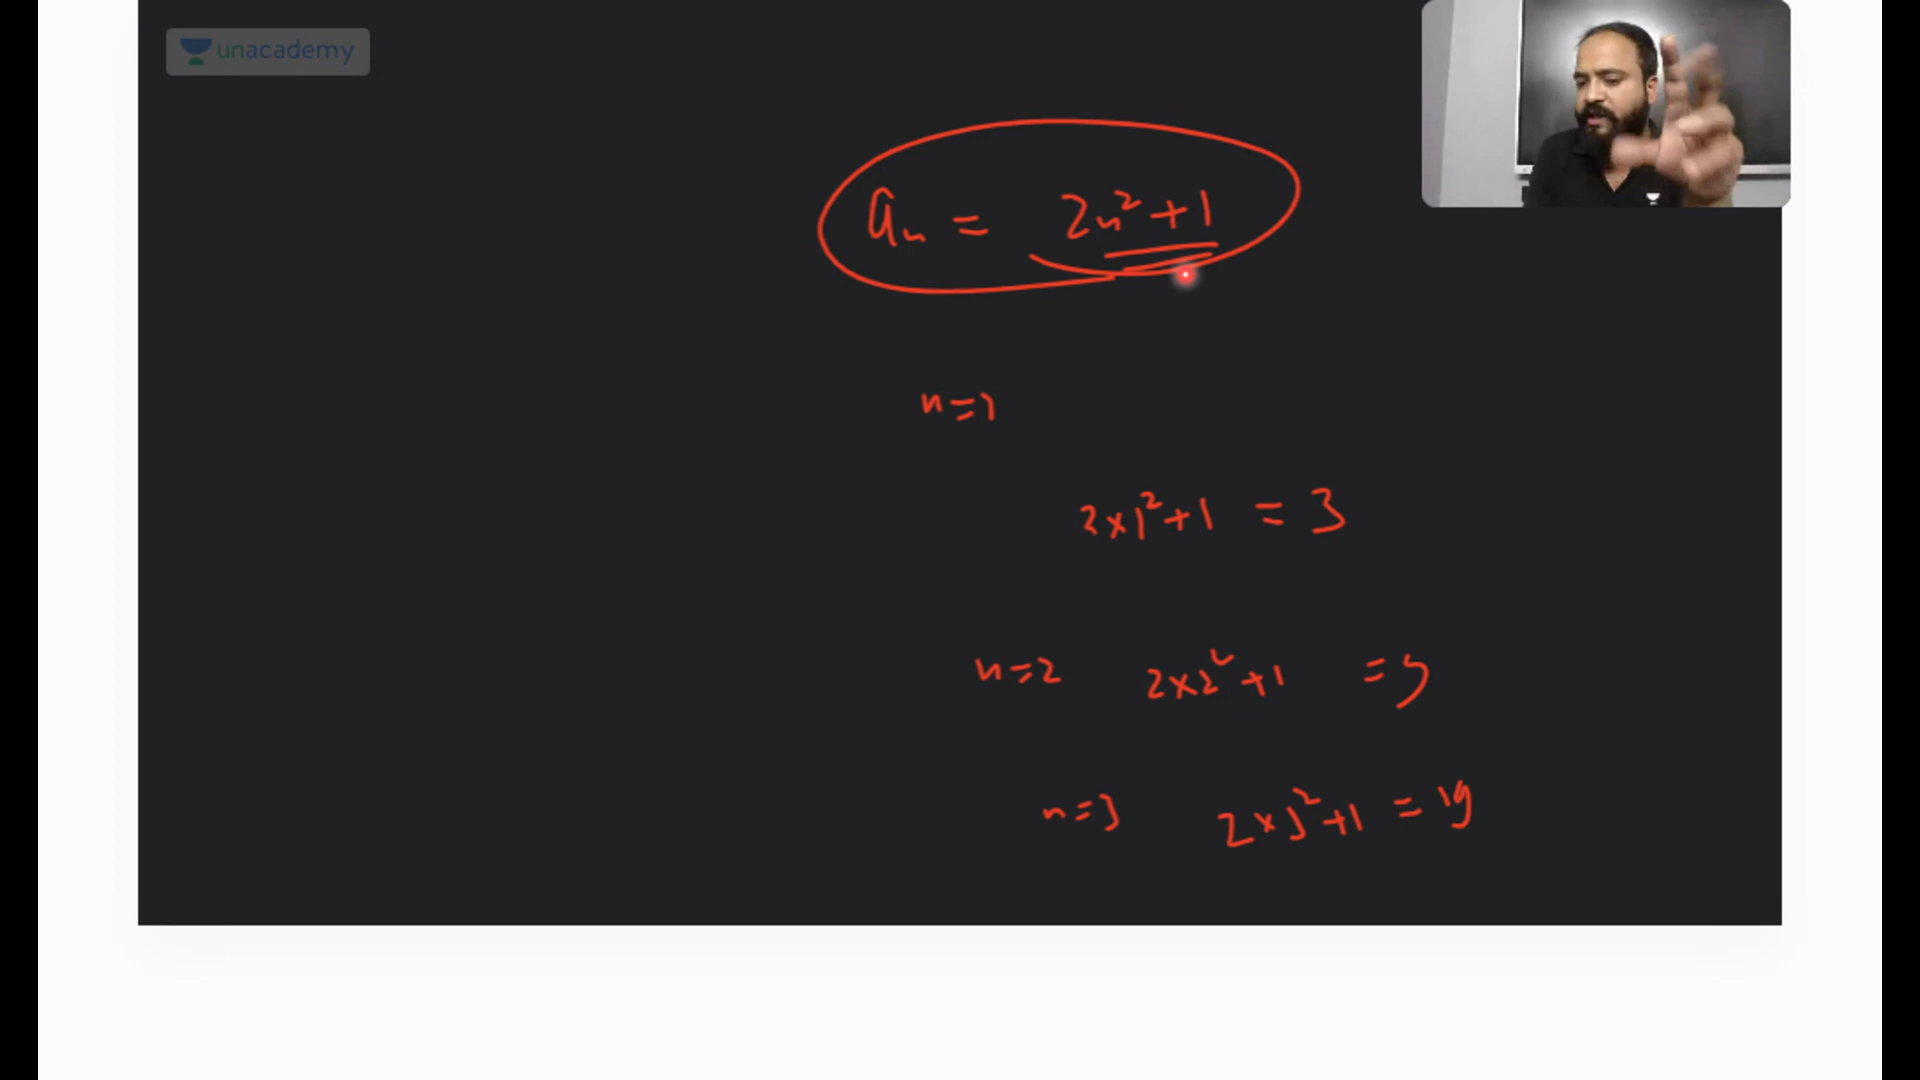 unacademy
aₙ = 2n² + 1
n=1
2×1²+1 = 3
n=2 2×2²+1 = 9
n=3 2×3²+1 = 19